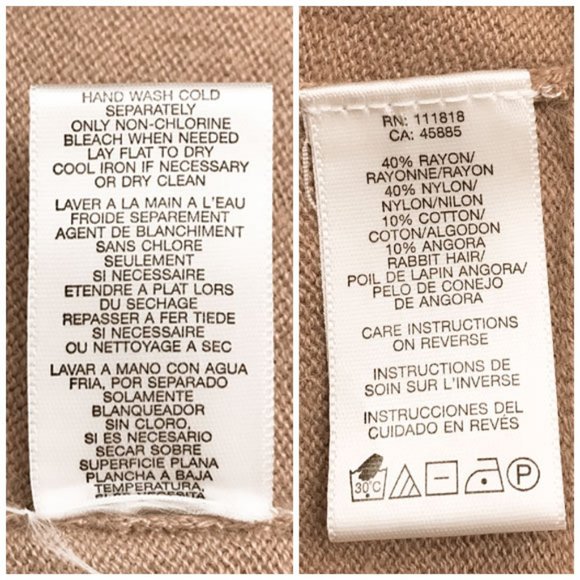 HAND WASH COLD
SEPARATELY
ONLY NON-CHLORINE
BLEACH WHEN NEEDED
LAY FLAT TO DRY
COOL IRON IF NECESSARY
OR DRY CLEAN
LAVER A LA MAIN A L'EAU
FROIDE SEPAREMENT
AGENT DE BLANCHIMENT
SANS CHLORE
SEULEMENT
SI NECESSAIRE
ETENDRE A PLAT LORS
DU SECHAGE
REPASSER A FER TIEDE
SI NECESSAIRE
OU NETTOYAGE A SEC
LAVAR A MANO CON AGUA
FRIA, POR SEPARADO
SOLAMENTE
BLANQUEADOR
SIN CLORO,
SI ES NECESARIO
SECAR SOBRE
SUPERFICIE PLANA
PLANCHA A BAJA
TEMPERATURA
RN: 111818
CA: 45885
40% RAYON/
RAYONNE/RAYON
40% NYLON/
NYLON/NILON
10% COTTON/
COTON/ALGODON
10% ANGORA
RABBIT HAIR/
POIL DE LAPIN ANGORA/
PELO DE CONEJO
DE ANGORA
CARE INSTRUCTIONS
ON REVERSE
INSTRUCTIONS DE
SOIN SUR L'INVERSE
INSTRUCCIONES DEL
CUIDADO EN REVÉS
30°C P